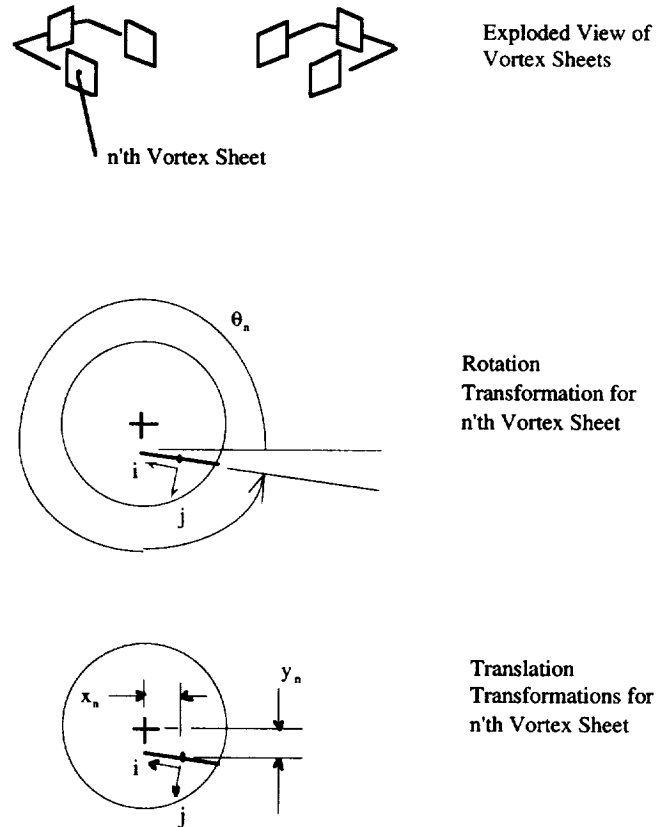 Exploded View of
Vortex Sheets
n'th Vortex Sheet
θn
Rotation
Transformation for
n'th Vortex Sheet
i
j
xn
yn
Translation
Transformations for
n'th Vortex Sheet
i
j